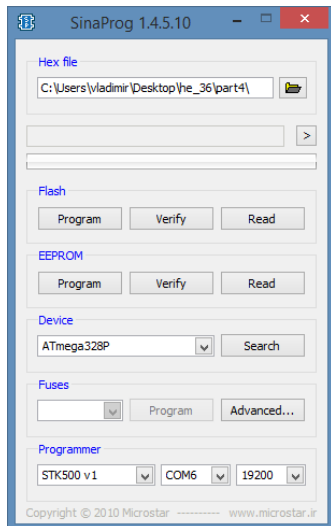 SinaProg 1.4.5.10
Hex file
C:\Users\vladimir\Desktop\he_36\part4\
>
Flash
Program Verify Read
EEPROM
Program Verify Read
Device
ATmega328P Search
Fuses
Program Advanced...
Programmer
STK500 v1 COM6 19200
Copyright © 2010 Microstar ---------- www.microstar.ir